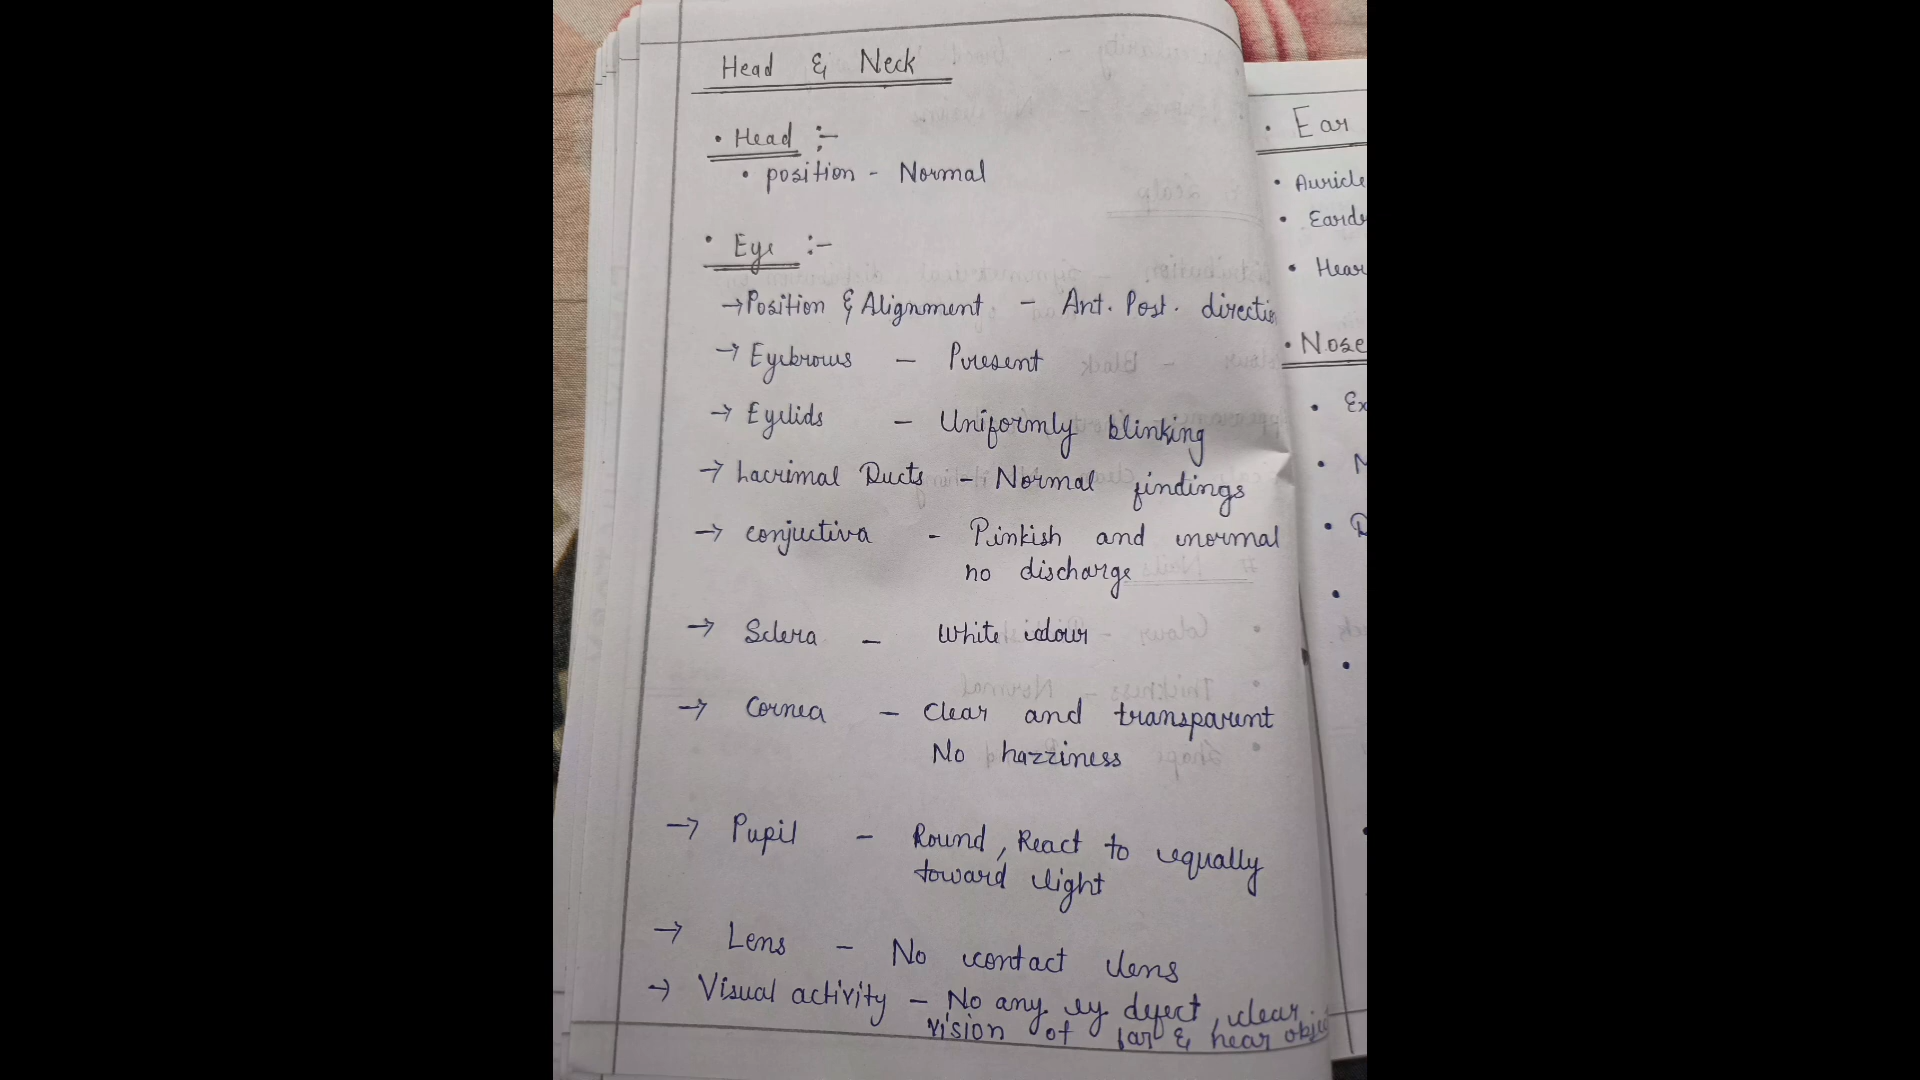 Head & Neck
• Head :-
• position - Normal
• Eye :-
→ Position & Alignment - Ant. Post. direction
→ Eyebrows - Present
→ Eyelids - Uniformly blinking
→ Lacrimal Ducts - Normal findings
→ conjuctiva - Pinkish and normal
no discharge
→ Sclera - White colour
→ Cornea - Clear and transparent
No hazziness
→ Pupil - Round, React to equally
toward light
→ Lens - No contact lens
→ Visual activity - No any ey defect, clear
vision of far & near obje
• Ear
• Auricle
• Eard
• Hear
• Nose
• Ex